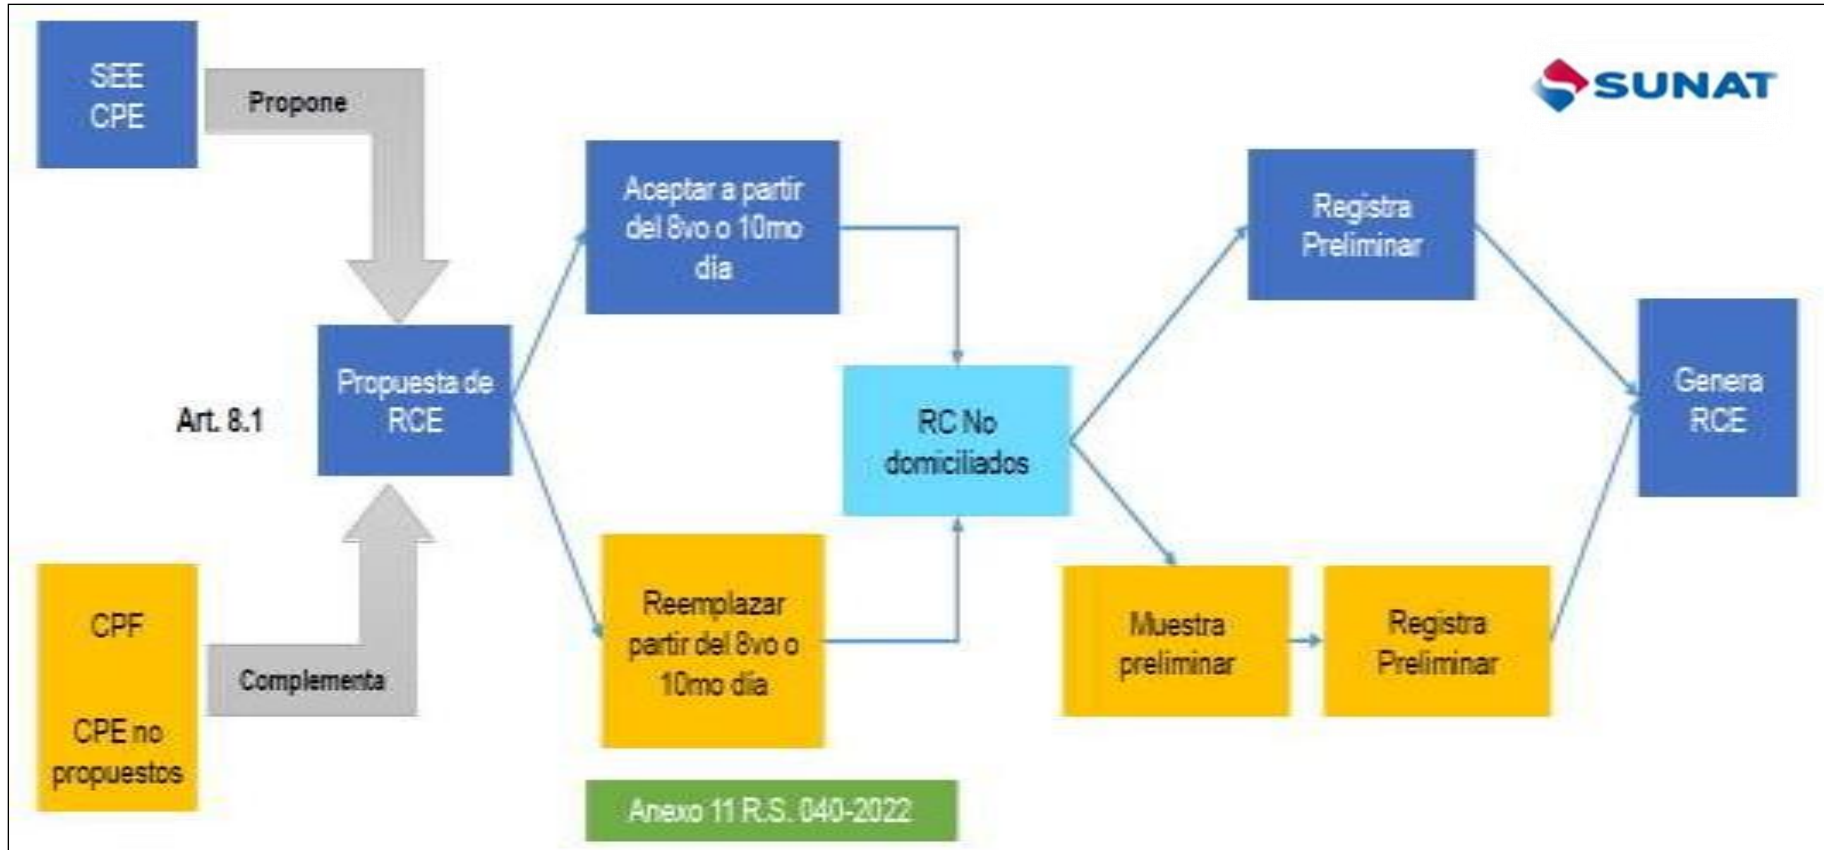 SEE
CPE
Propone
SUNAT
Aceptar a partir
del 8vo o 10mo
día
Registra
Preliminar
Art. 8.1
Propuesta de
RCE
RC No
domiciliados
Genera
RCE
CPF
CPE no
propuestos
Complementa
Reemplazar
partir del 8vo o
10mo día
Muestra
preliminar
Registra
Preliminar
Anexo 11 R.S. 040-2022